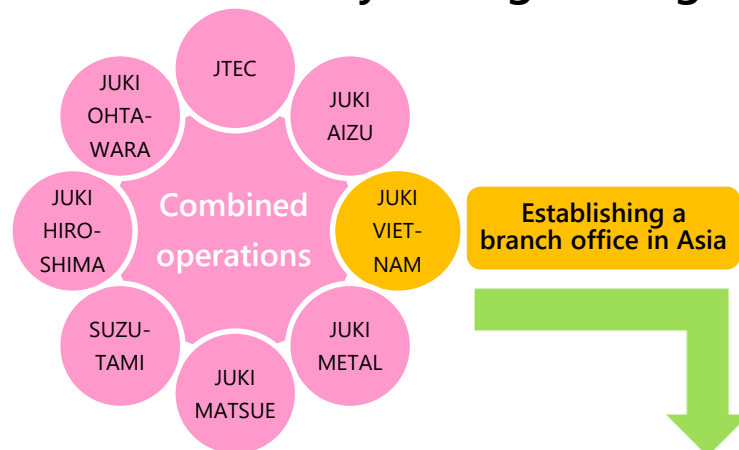 JTEC
JUKI
AIZU
JUKI
VIET-
NAM
JUKI
METAL
JUKI
MATSUE
SUZU-
TAMI
JUKI
HIRO-
SHIMA
JUKI
OHTA-
WARA
Combined
operations
Establishing a
branch office in Asia